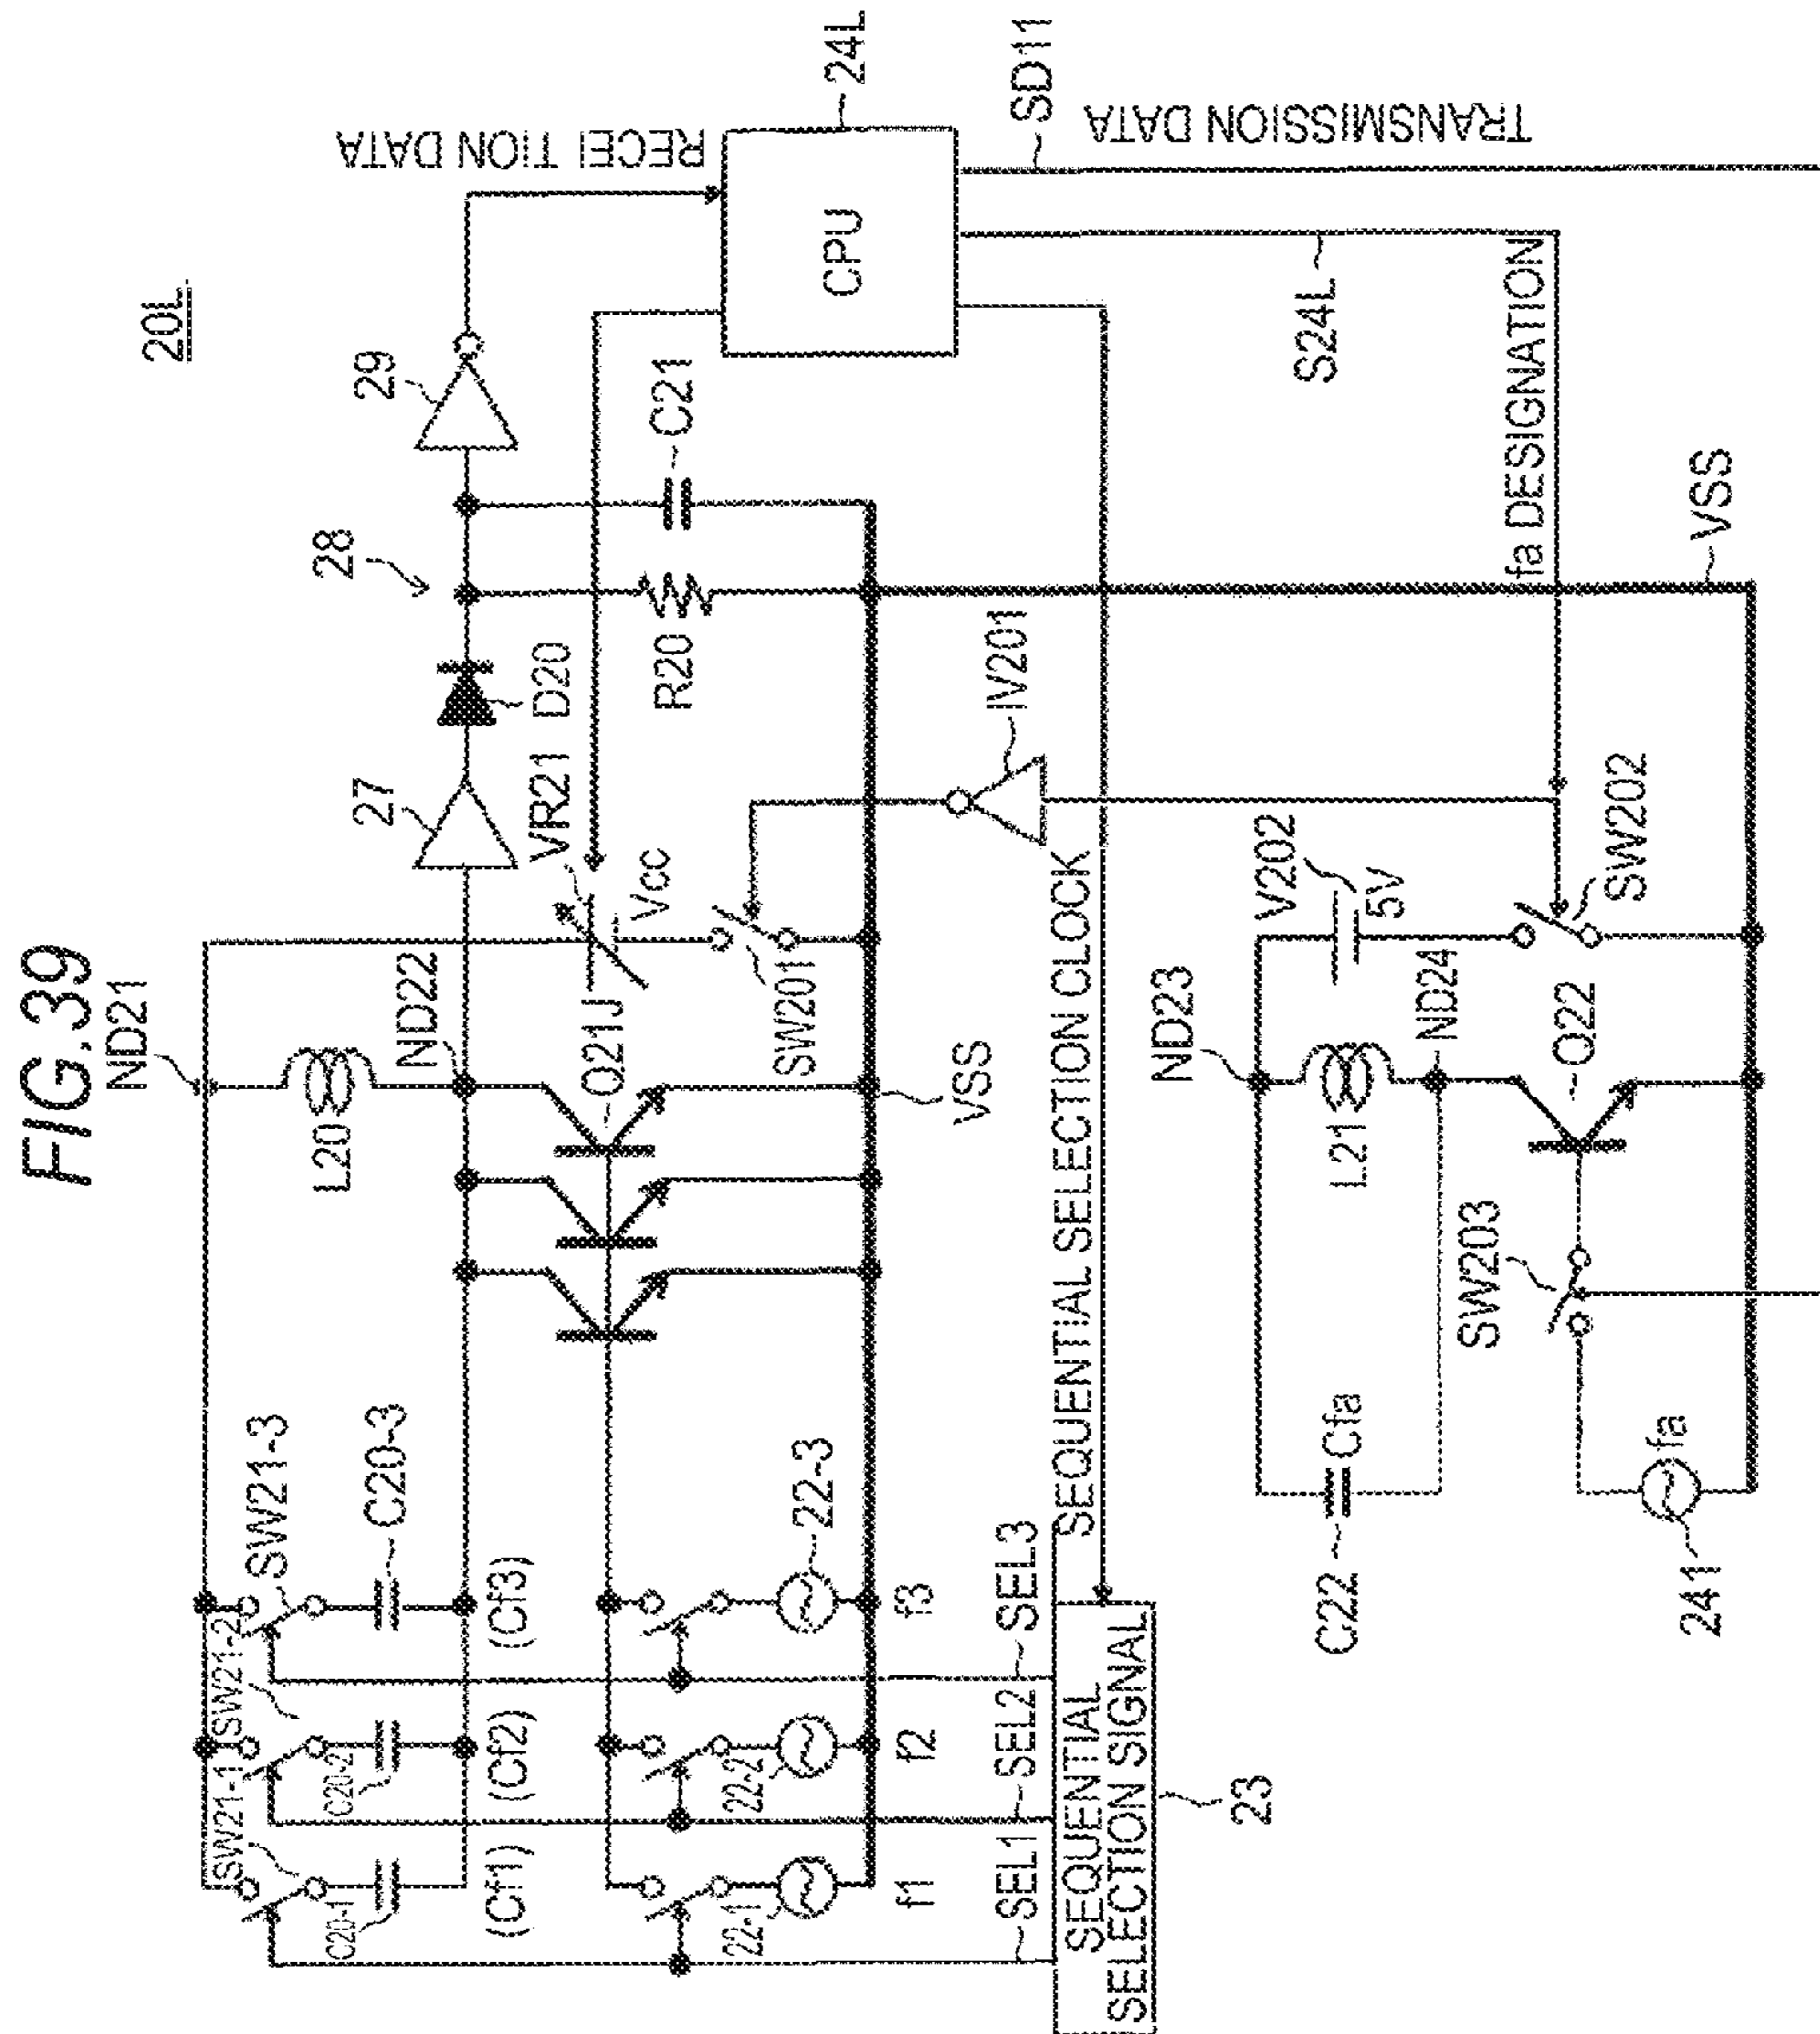 FIG.39
20L
ND21
SW21-1
SW21-2
SW21-3
L20
C20-1
C20-2
C20-3
ND22
27
28
29
RECEI TION DATA
(Cf1)
(Cf2)
(Cf3)
VR21
D20
Vcc
Q21J
R20
C21
24L
CPU
SW201
22-1
22-2
22-3
f1
f2
f3
VSS
SEL1
SEL2
SEL3
IV201
SD11
SEQUENTIAL SELECTION CLOCK
SEQUENTIAL
SELECTION SIGNAL
23
TRANSMISSION DATA
ND23
V202
5V
S24L
L21
C22
Cfa
ND24
SW202
fa DESIGNATION
SW203
Q22
241
fa
VSS